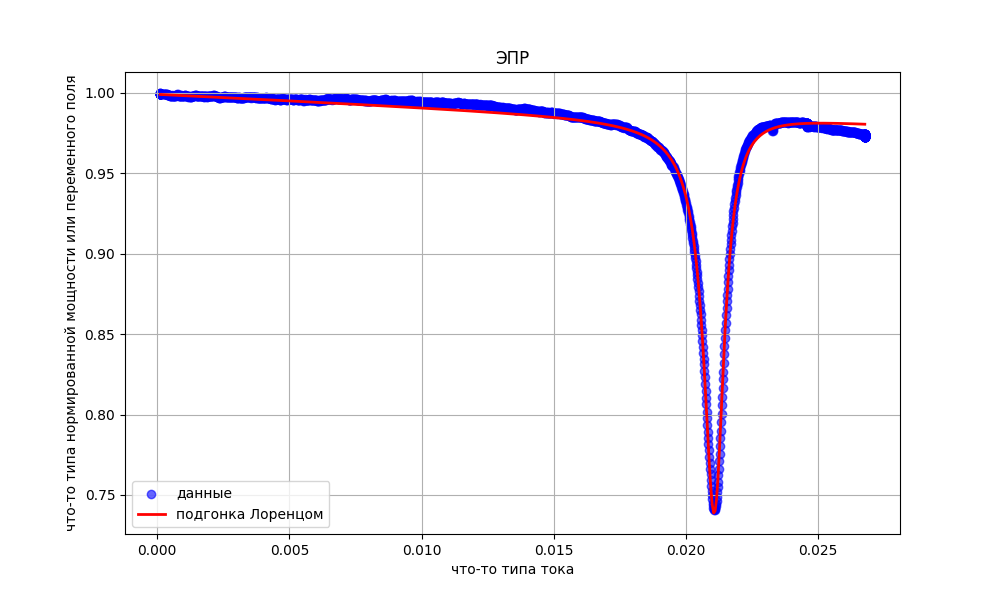 ЭПР
что-то типа нормированной мощности или переменного поля
1.00
0.95
0.90
0.85
0.80
0.75
данные
подгонка Лоренцом
0.000 0.005 0.010 0.015 0.020 0.025
что-то типа тока